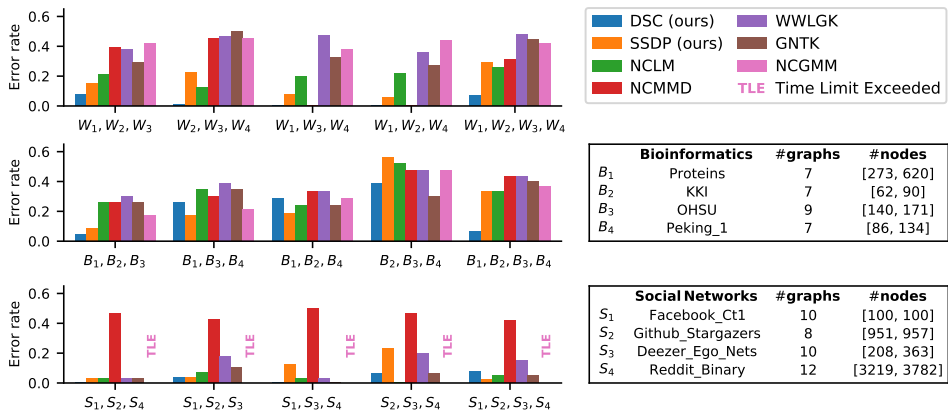 Error rate
0.6
0.4
0.2
0.0
W1, W2, W3
W2, W3, W4
W1, W3, W4
W1, W2, W4
W1, W2, W3, W4
DSC (ours)
SSDP (ours)
NCLM
NCMMD
WWLGK
GNTK
NCGMM
TLE Time Limit Exceeded
Error rate
0.6
0.4
0.2
0.0
B1, B2, B3
B1, B3, B4
B1, B2, B4
B2, B3, B4
B1, B2, B3, B4
Bioinformatics #graphs #nodes
B1 Proteins 7 [273, 620]
B2 KKI 7 [62, 90]
B3 OHSU 9 [140, 171]
B4 Peking_1 7 [86, 134]
Error rate
0.6
0.4
0.2
0.0
TLE
TLE
TLE
TLE
TLE
S1, S2, S4
S1, S2, S3
S1, S3, S4
S2, S3, S4
S1, S2, S3, S4
Social Networks #graphs #nodes
S1 Facebook_Ct1 10 [100, 100]
S2 Github_Stargazers 8 [951, 957]
S3 Deezer_Ego_Nets 10 [208, 363]
S4 Reddit_Binary 12 [3219, 3782]